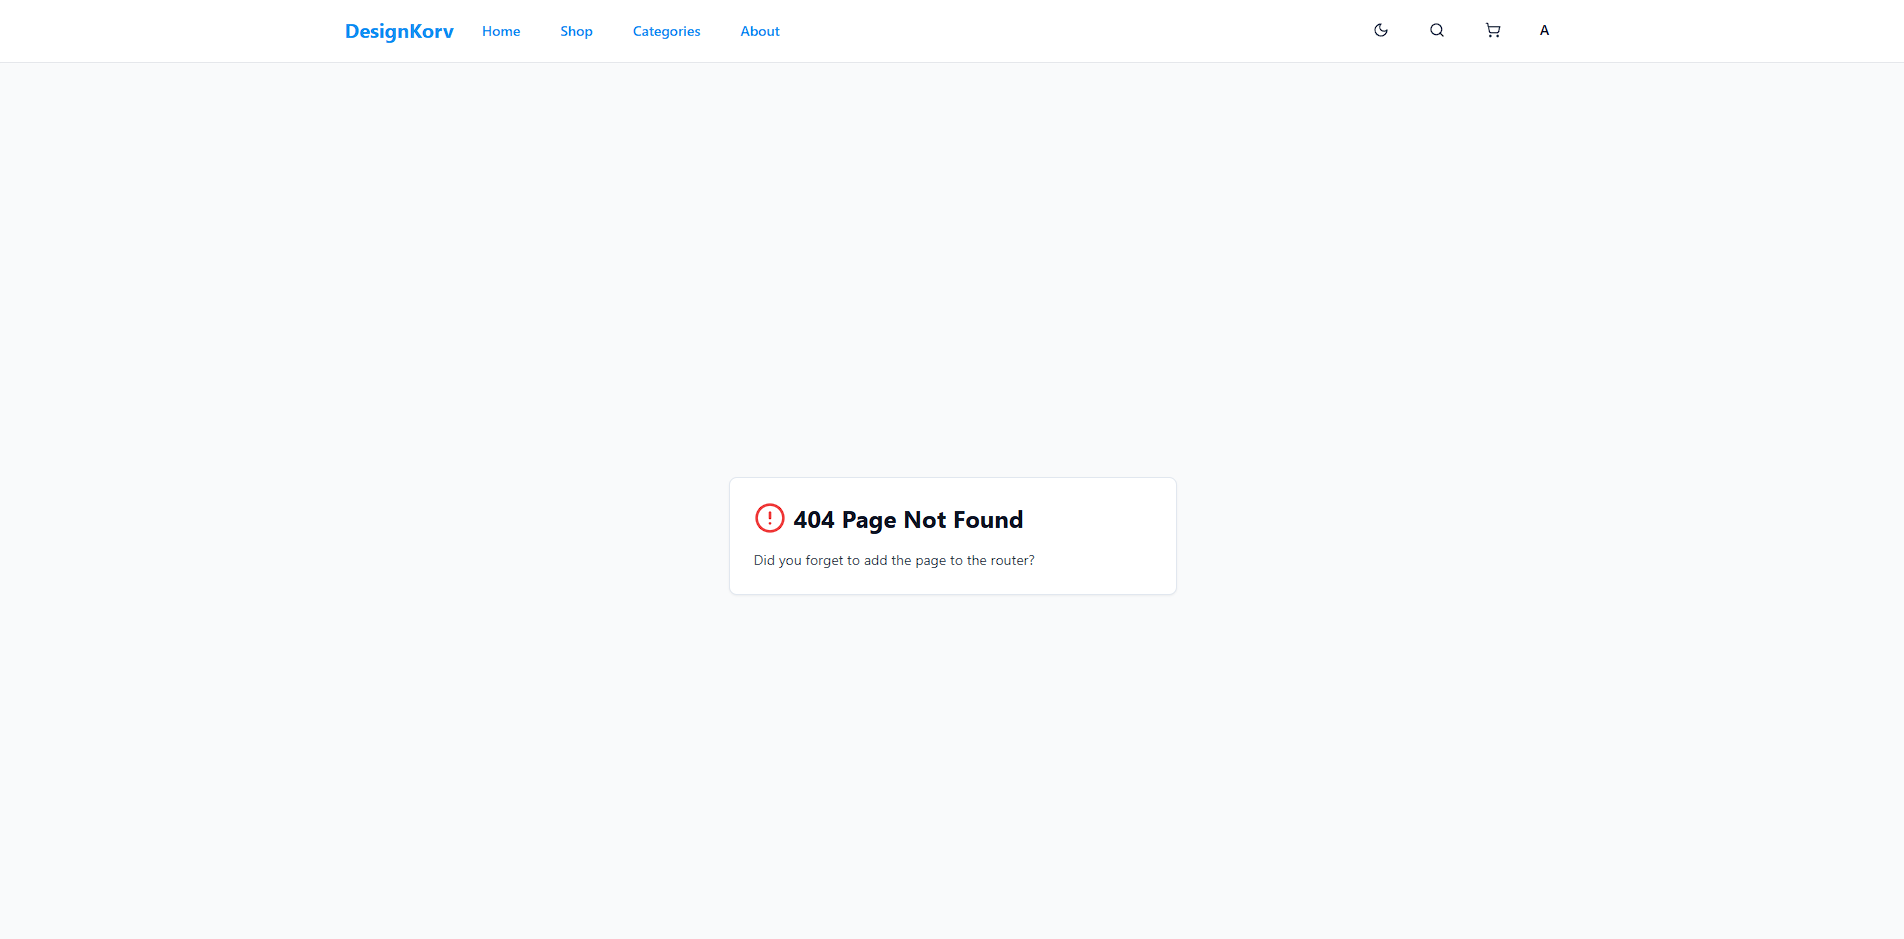 DesignKorv Home Shop Categories About A
404 Page Not Found
Did you forget to add the page to the router?